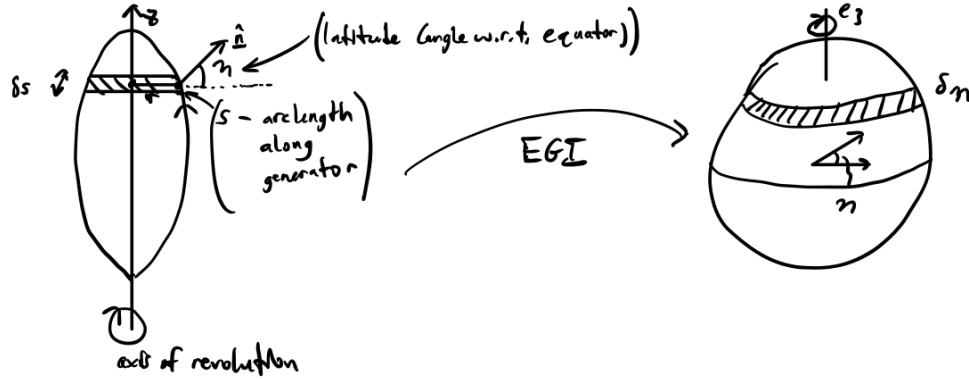 z
n̂
(latitude (angle w.r.t. equator))
η
δs
r
(s - arclength
along
generator)
axis of revolution
EGI
e₃
δη
η